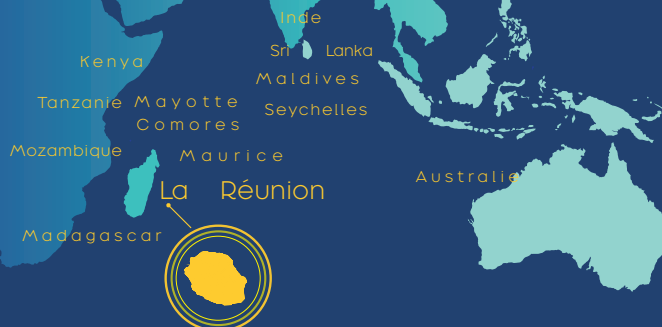 Inde
Sri Lanka
Kenya
Maldives
Tanzanie
Mayotte
Seychelles
Comores
Mozambique
Maurice
Australie
La Réunion
Madagascar